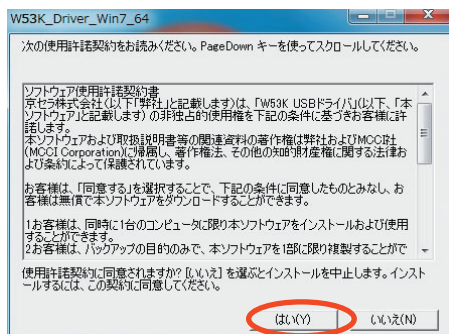 W53K_Driver_Win7_64
次の使用許諾契約をお読みください。PageDown キーを使ってスクロールしてください。
ソフトウェア使用許諾契約書
京セラ株式会社(以下「弊社」と記載します)は、「W53K USBドライバ」(以下、「本
ソフトウェア」と記載します) の非独占的使用権を下記の条件に基づきお客様に許
諾します。
本ソフトウェアおよび取扱説明書等の関連資料の著作権は弊社およびMCCI社
(MCCI Corporation)に帰属し、著作権法、その他の知的財産権に関する法律お
よび条約によって保護されています。
お客様は、「同意する」を選択することで、下記の条件に同意したものとみなし、お
客様は無償で本ソフトウェアをダウンロードすることができます。
1お客様は、同時に1台のコンピュータに限り本ソフトウェアをインストールおよび使用
することができます。
2お客様は、バックアップの目的のみで、本ソフトウェアを1部に限り複製することがで
使用許諾契約に同意されますか? [いいえ] を選ぶとインストールを中止します。インスト
ールするには、この契約に同意してください。
はい(Y)
いいえ(N)